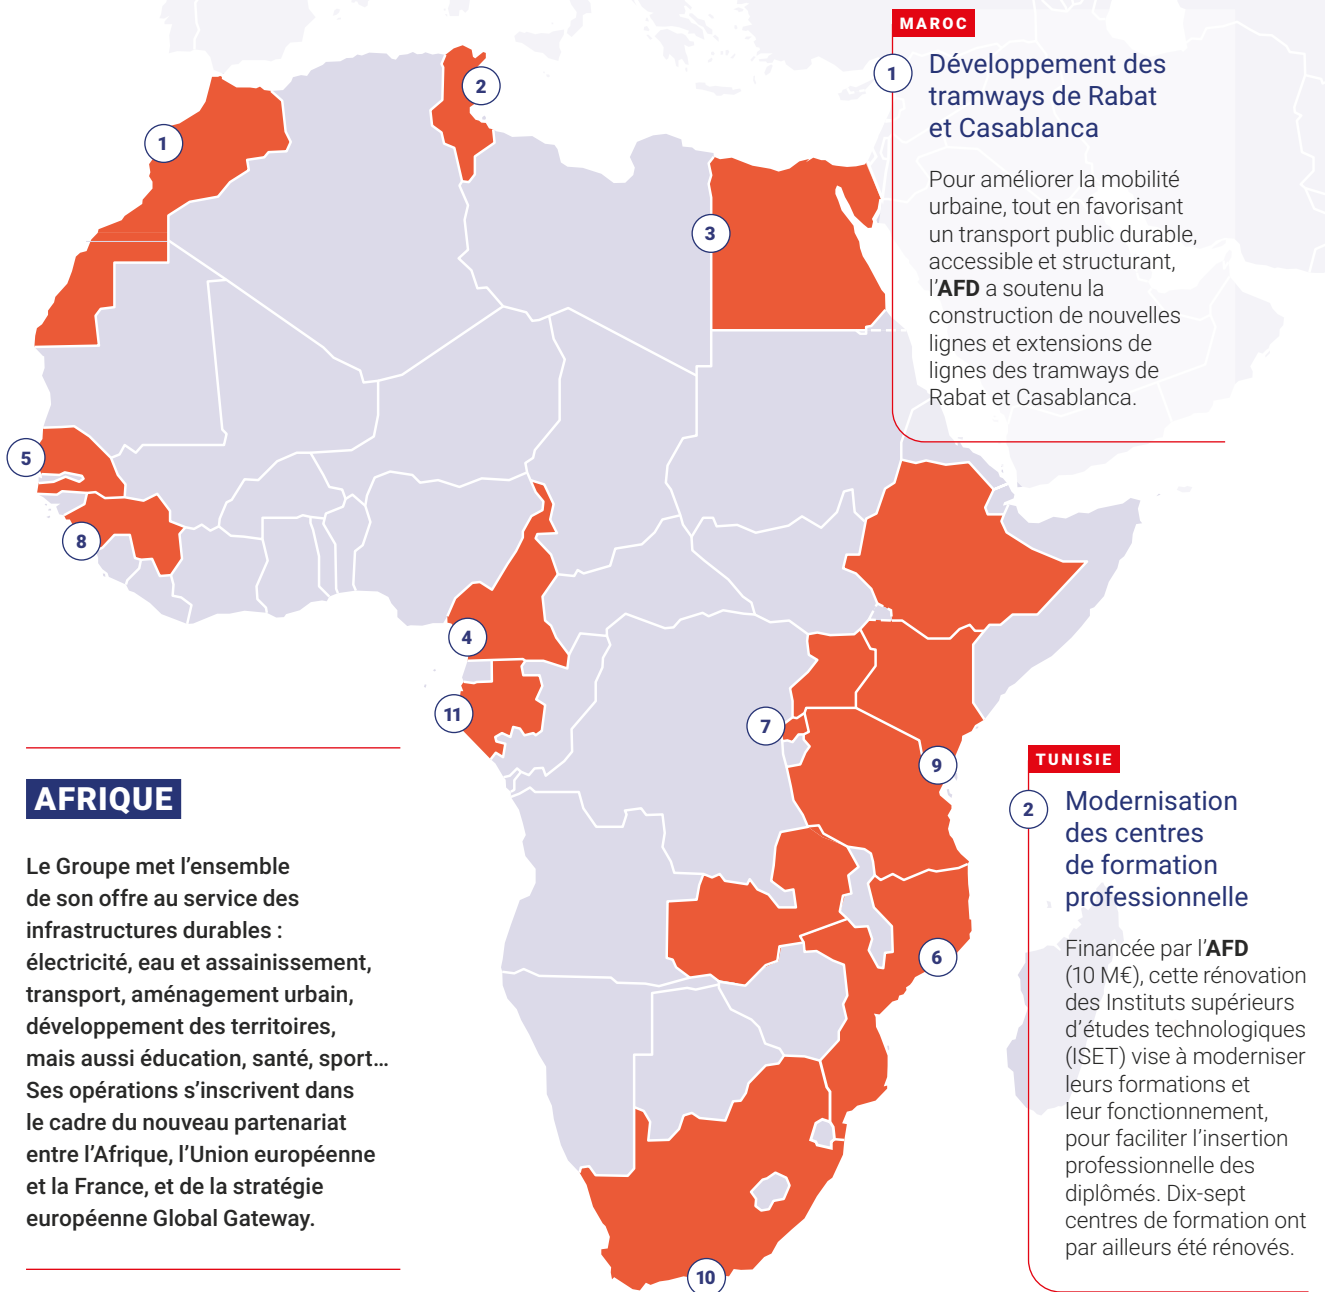 MAROC
1
Développement des
tramways de Rabat
et Casablanca
Pour améliorer la mobilité
urbaine, tout en favorisant
un transport public durable,
accessible et structurant,
l'AFD a soutenu la
construction de nouvelles
lignes et extensions de
lignes des tramways de
Rabat et Casablanca.
1
2
3
5
8
4
11
7
9
6
10
AFRIQUE
Le Groupe met l'ensemble
de son offre au service des
infrastructures durables :
électricité, eau et assainissement,
transport, aménagement urbain,
développement des territoires,
mais aussi éducation, santé, sport…
Ses opérations s'inscrivent dans
le cadre du nouveau partenariat
entre l'Afrique, l'Union européenne
et la France, et de la stratégie
européenne Global Gateway.
TUNISIE
2
Modernisation
des centres
de formation
professionnelle
Financée par l'AFD
(10 M€), cette rénovation
des Instituts supérieurs
d'études technologiques
(ISET) vise à moderniser
leurs formations et
leur fonctionnement,
pour faciliter l'insertion
professionnelle des
diplômés. Dix-sept
centres de formation ont
par ailleurs été rénovés.